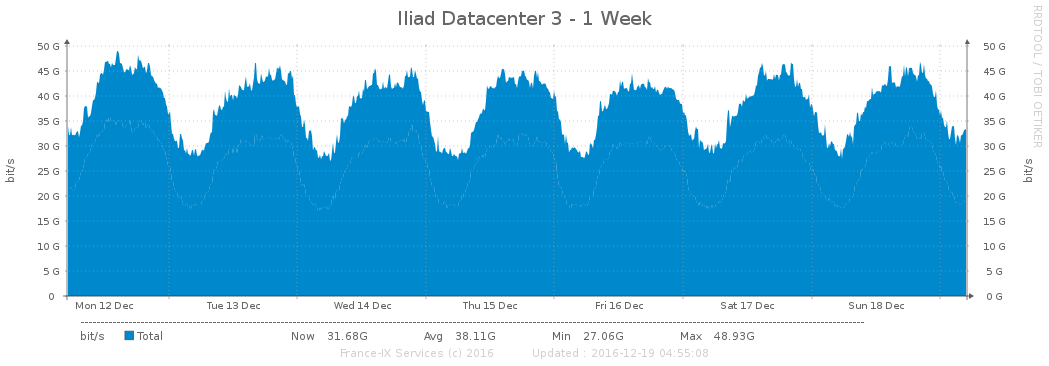 Iliad Datacenter 3 - 1 Week
RRDTOOL / TOBI OETIKER
50 G 50 G
45 G 45 G
40 G 40 G
35 G 35 G
30 G 30 G
25 G 25 G
20 G 20 G
15 G 15 G
10 G 10 G
5 G 5 G
0 0 G
bit/s bit/s
Mon 12 Dec Tue 13 Dec Wed 14 Dec Thu 15 Dec Fri 16 Dec Sat 17 Dec Sun 18 Dec
bit/s Total Now 31.68G Avg 38.11G Min 27.06G Max 48.93G
France-IX Services (c) 2016 Updated : 2016-12-19 04:55:08